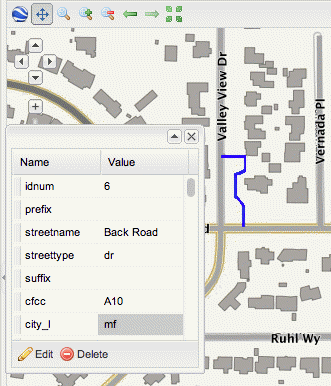 Valley View Dr
Vernada Pl
Name Value
idnum 6
prefix
streetname Back Road
streettype dr
suffix
cfcc A10
city_l mf
Edit Delete
d
Ruhl Wy